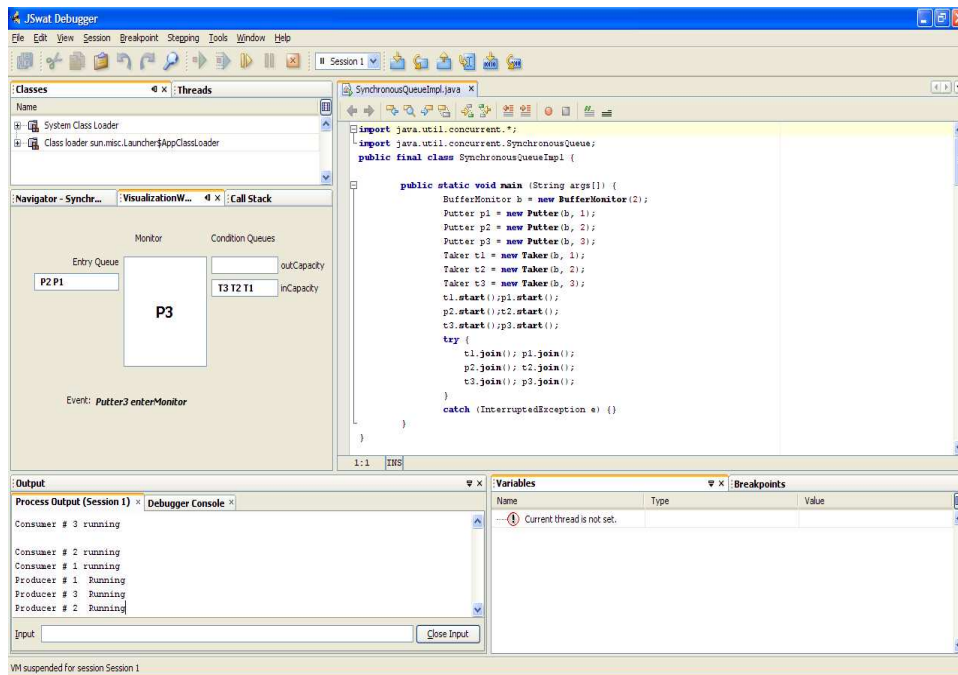 JSwat Debugger
File Edit View Session Breakpoint Stepping Tools Window Help
Session 1
Classes
Threads
Name
System Class Loader
Class loader sun.misc.Launcher$AppClassLoader
Navigator - Synchr...
VisualizationW...
Call Stack
Monitor
Condition Queues
Entry Queue
outCapacity
P2 P1
T3 T2 T1
inCapacity
P3
Event: Putter3 enterMonitor
SynchronousQueueImpl.java
import java.util.concurrent.*;
import java.util.concurrent.SynchronousQueue;
public final class SynchronousQueueImpl {
public static void main (String args[]) {
BufferMonitor b = new BufferMonitor(2);
Putter p1 = new Putter(b, 1);
Putter p2 = new Putter(b, 2);
Putter p3 = new Putter(b, 3);
Taker t1 = new Taker(b, 1);
Taker t2 = new Taker(b, 2);
Taker t3 = new Taker(b, 3);
t1.start();p1.start();
p2.start();t2.start();
t3.start();p3.start();
try {
t1.join(); p1.join();
p2.join(); t2.join();
t3.join(); p3.join();
}
catch (InterruptedException e) {}
}
}
1:1 INS
Output
Process Output (Session 1)
Debugger Console
Consumer # 3 running
Consumer # 2 running
Consumer # 1 running
Producer # 1 Running
Producer # 3 Running
Producer # 2 Running
Input
Close Input
Variables
Breakpoints
Name Type Value
Current thread is not set.
VM suspended for session Session 1